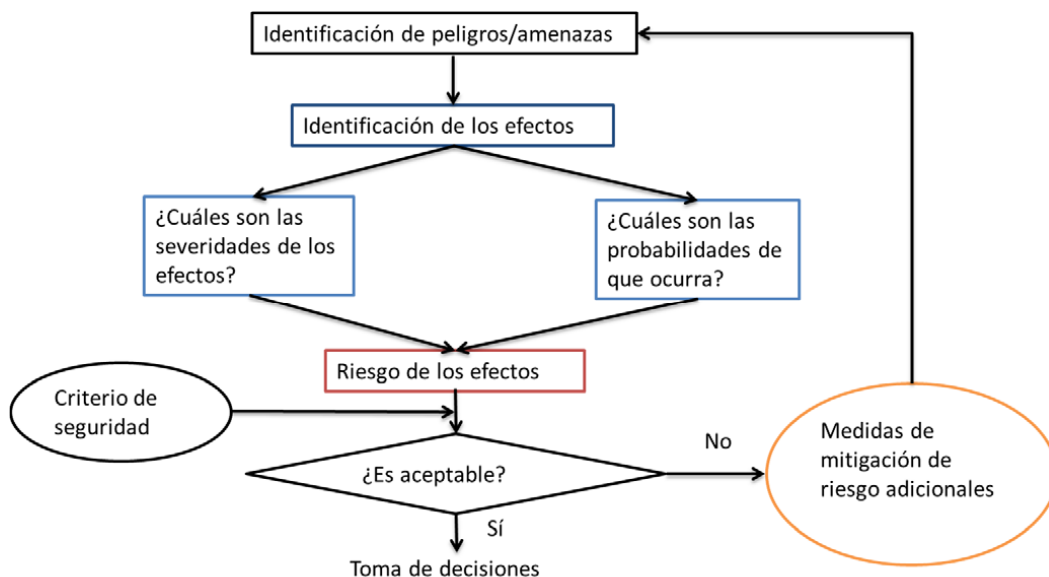 Identificación de peligros/amenazas
Identificación de los efectos
¿Cuáles son las
severidades de los
efectos?
¿Cuáles son las
probabilidades de
que ocurra?
Riesgo de los efectos
Criterio de
seguridad
¿Es aceptable?
No
Medidas de
mitigación de
riesgo adicionales
Sí
Toma de decisiones